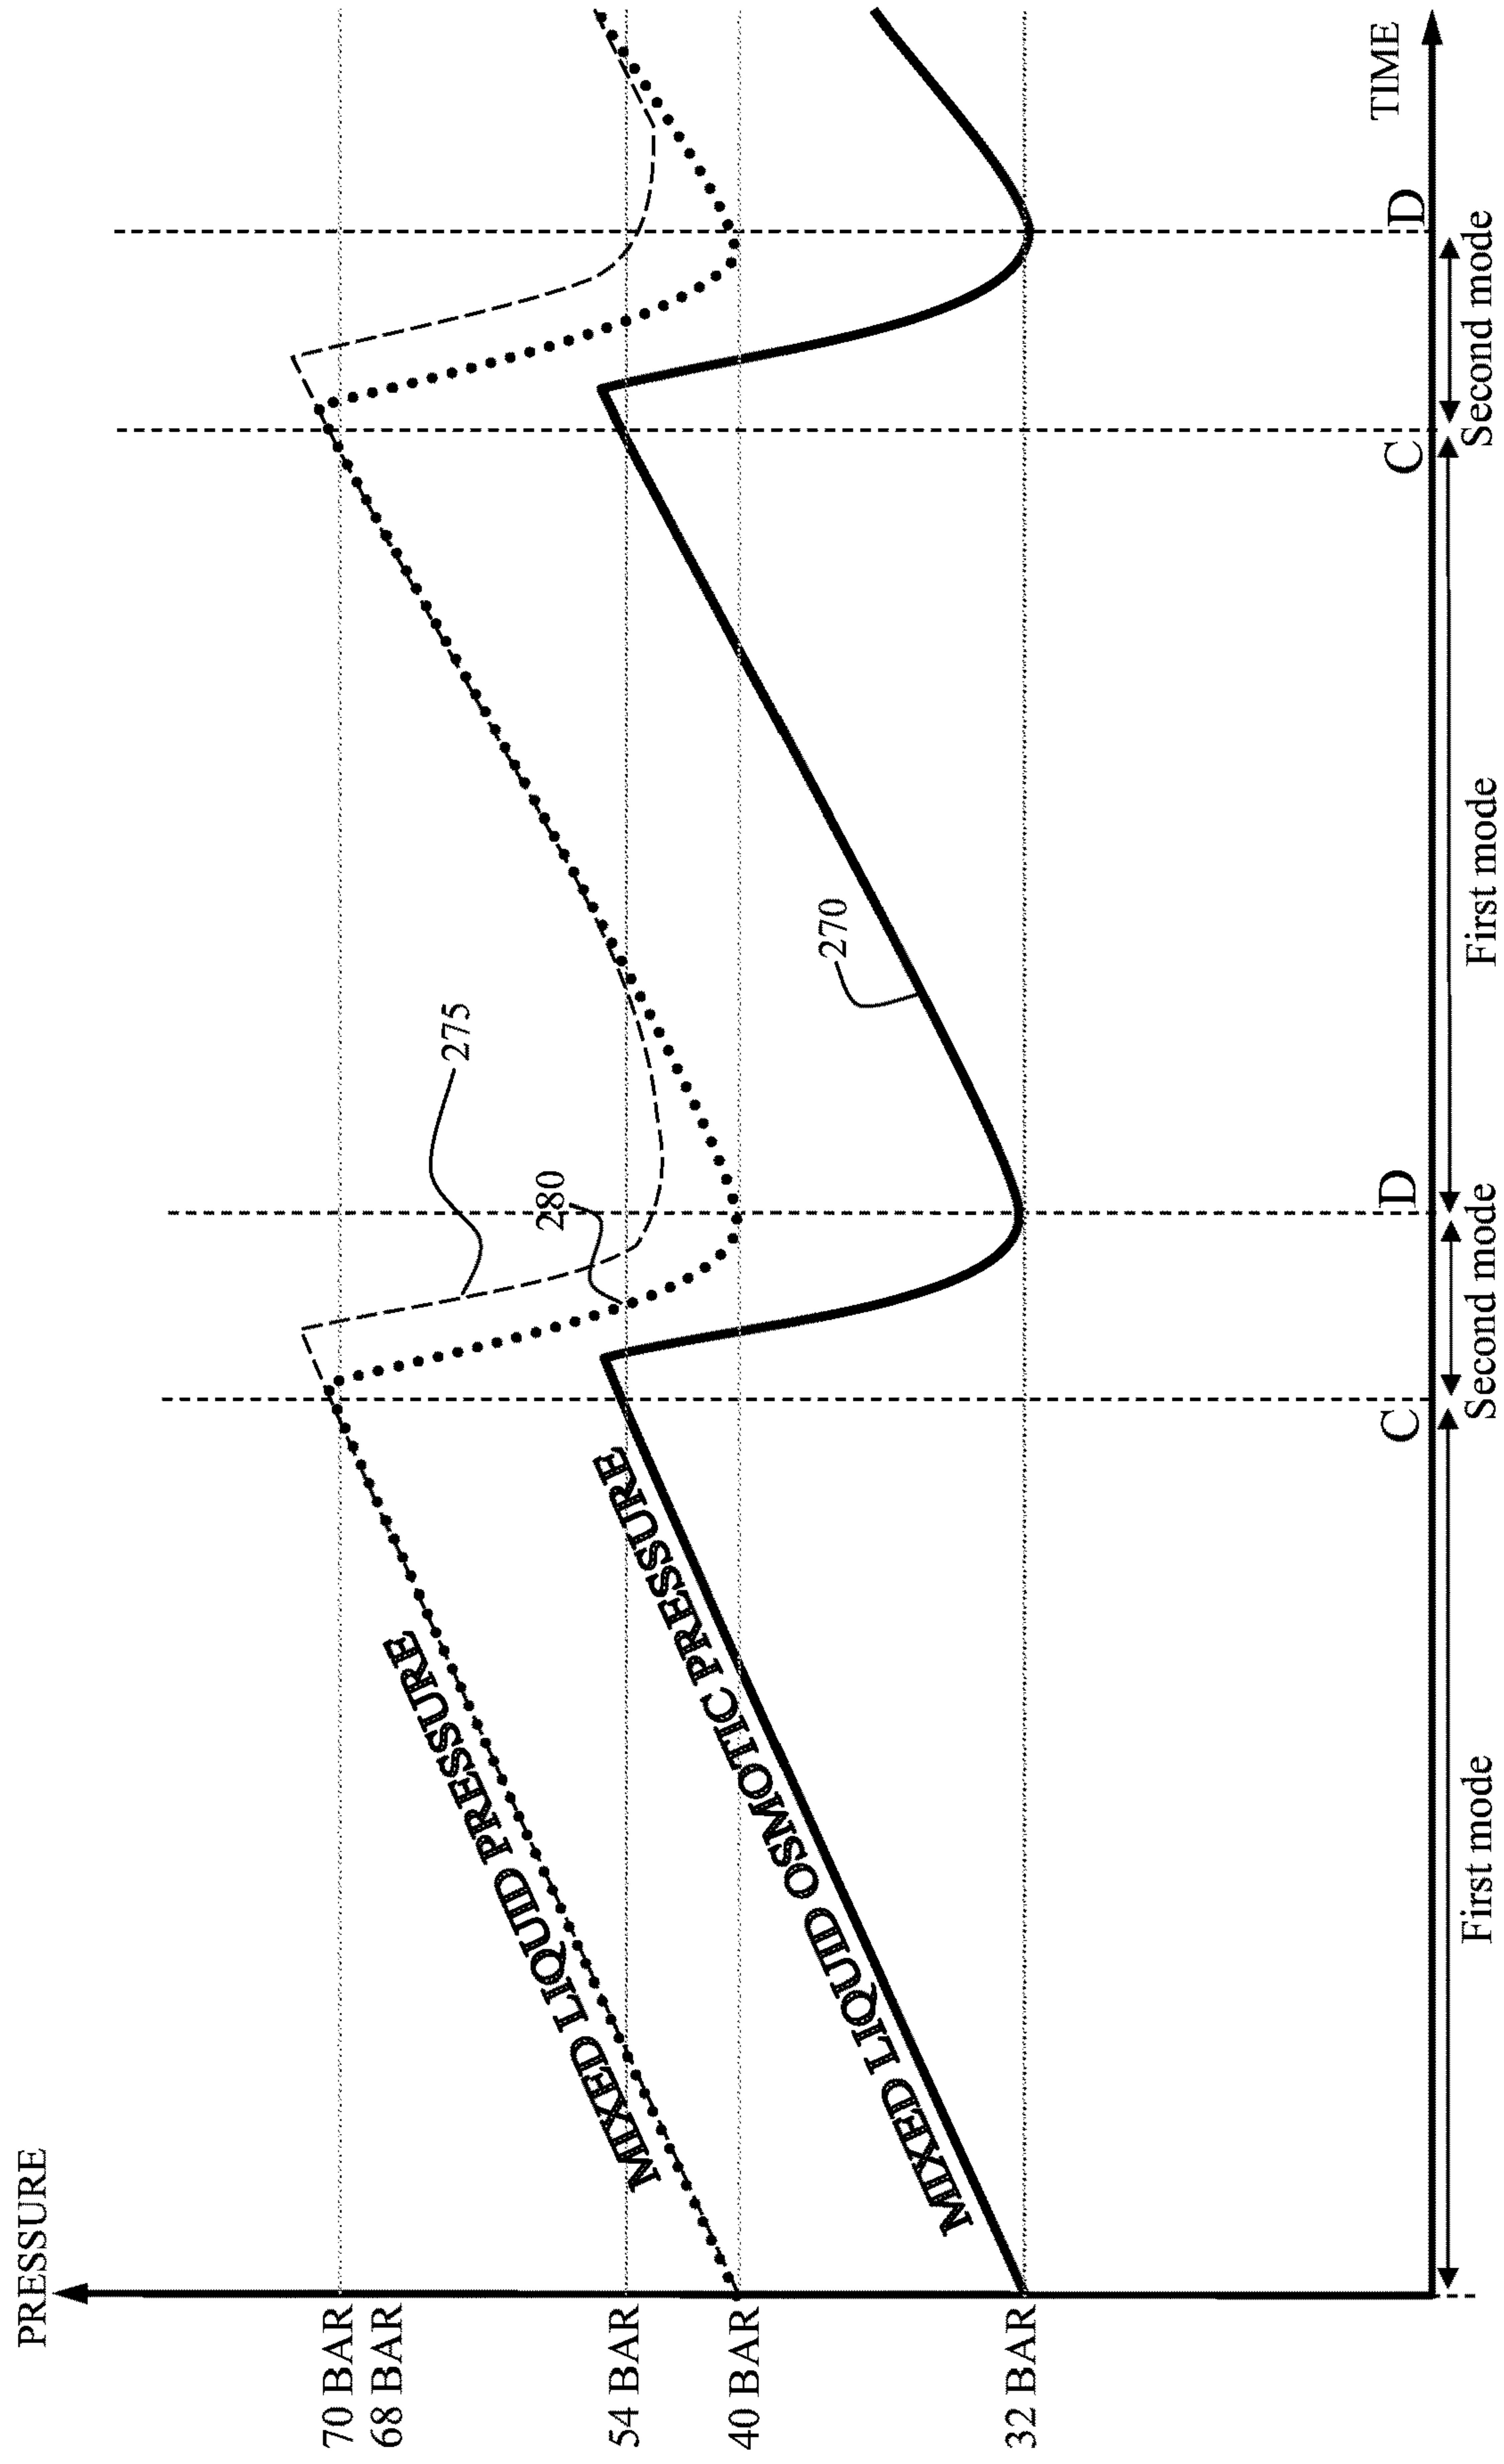 PRESSURE
70 BAR
68 BAR
54 BAR
40 BAR
32 BAR
MIXED LIQUID PRESSURE
MIXED LIQUID OSMOTIC PRESSURE
275
280
270
C
D
C
D
TIME
First mode
Second mode
First mode
Second mode